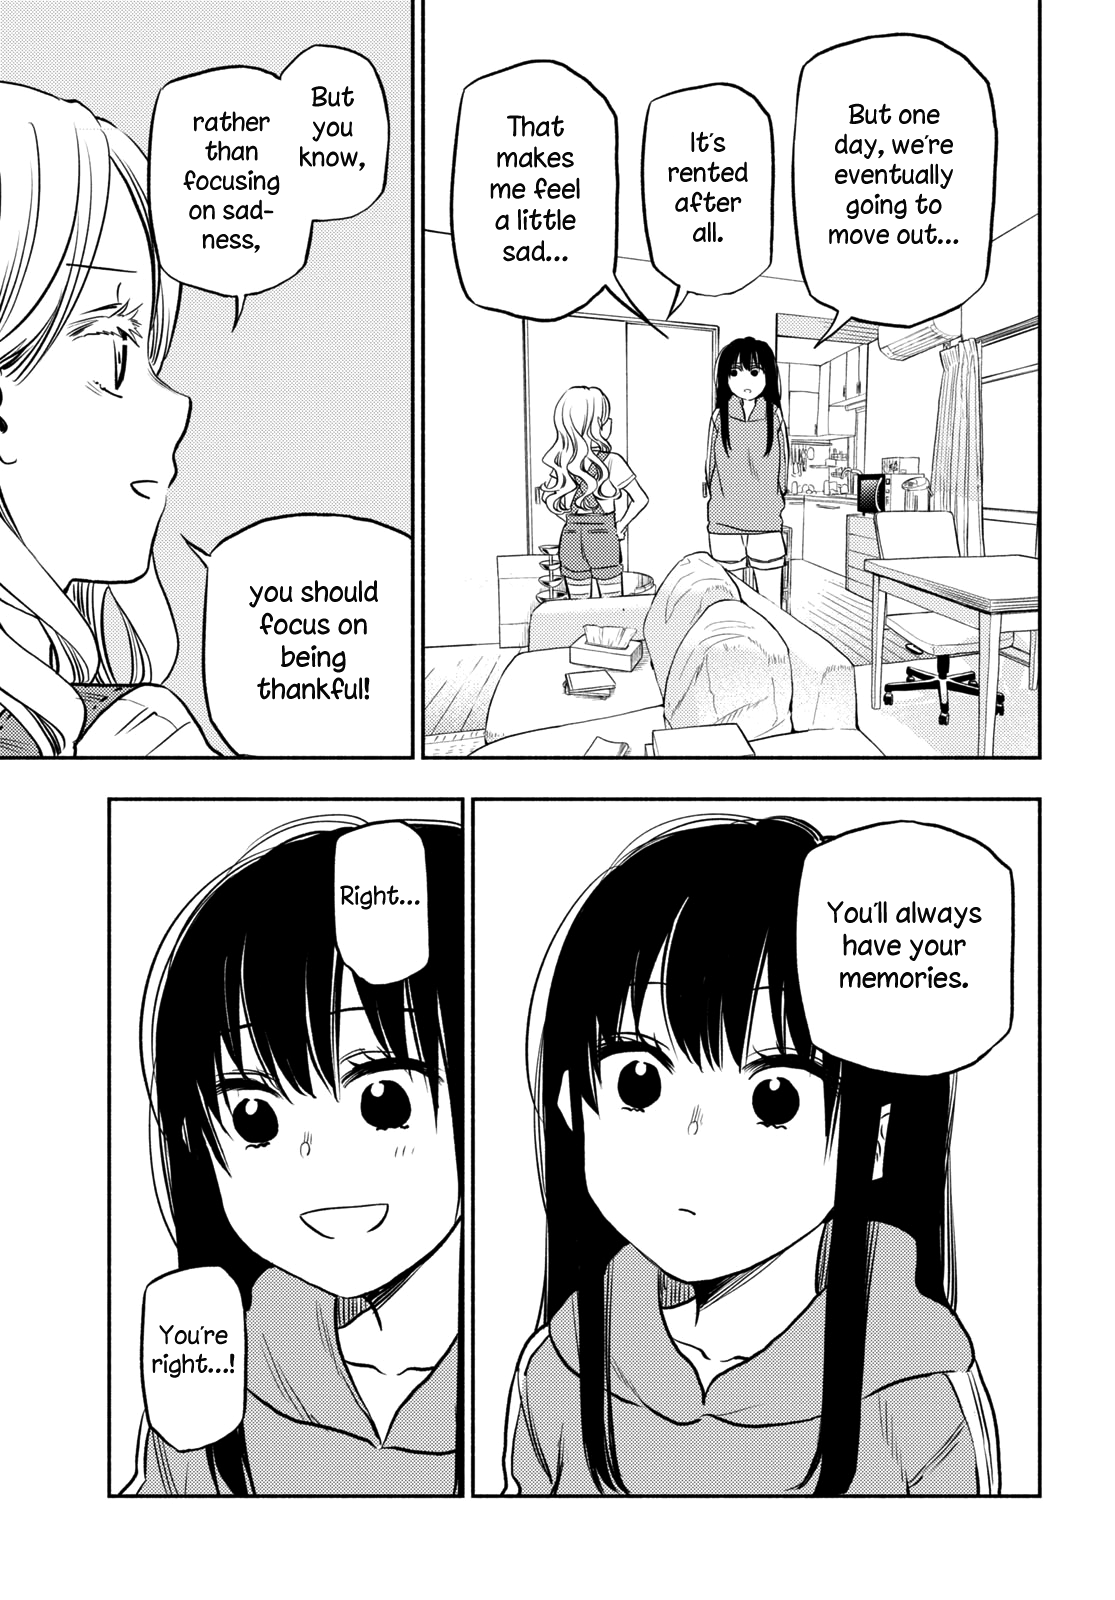 But one
day, we're
eventually
going to
move out...
It's
rented
after
all.
That
makes
me feel
a little
sad...
But
you
know,
rather
than
focusing
on sad-
ness,
you should
focus on
being
thankful!
You'll always
have your
memories.
Right...
You're
right...!